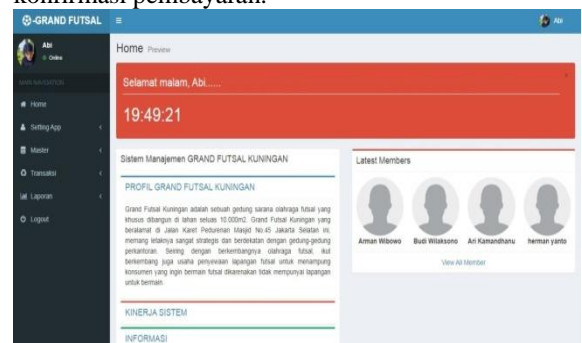 konfirmasi pembayaran.
-GRAND FUTSAL
Abi
Abi
Online
Home Preview
MAIN NAVIGATION
Home
Setting App
Master
Transaksi
Laporan
Logout
Selamat malam, Abi......
19:49:21
Sistem Manajemen GRAND FUTSAL KUNINGAN
PROFIL GRAND FUTSAL KUNINGAN
Grand Futsal Kuningan adalah sebuah gedung sarana olahraga futsal yang
khusus dibangun di lahan seluas 10.000m2. Grand Futsal Kuningan yang
beralamat di Jalan Karet Pedurenan Masjid No.45 Jakarta Selatan ini,
memang letaknya sangat strategis dan berdekatan dengan gedung-gedung
perkantoran. Seiring dengan berkembangnya olahraga futsal, ikut
berkembang juga usaha penyewaan lapangan futsal untuk menampung
konsumen yang ingin bermain futsal dikarenakan tidak mempunyai lapangan
untuk bermain.
KINERJA SISTEM
INFORMASI
Latest Members
Arman Wibowo
Budi Wilaksono
Ari Kamandhanu
herman yanto
View All Member